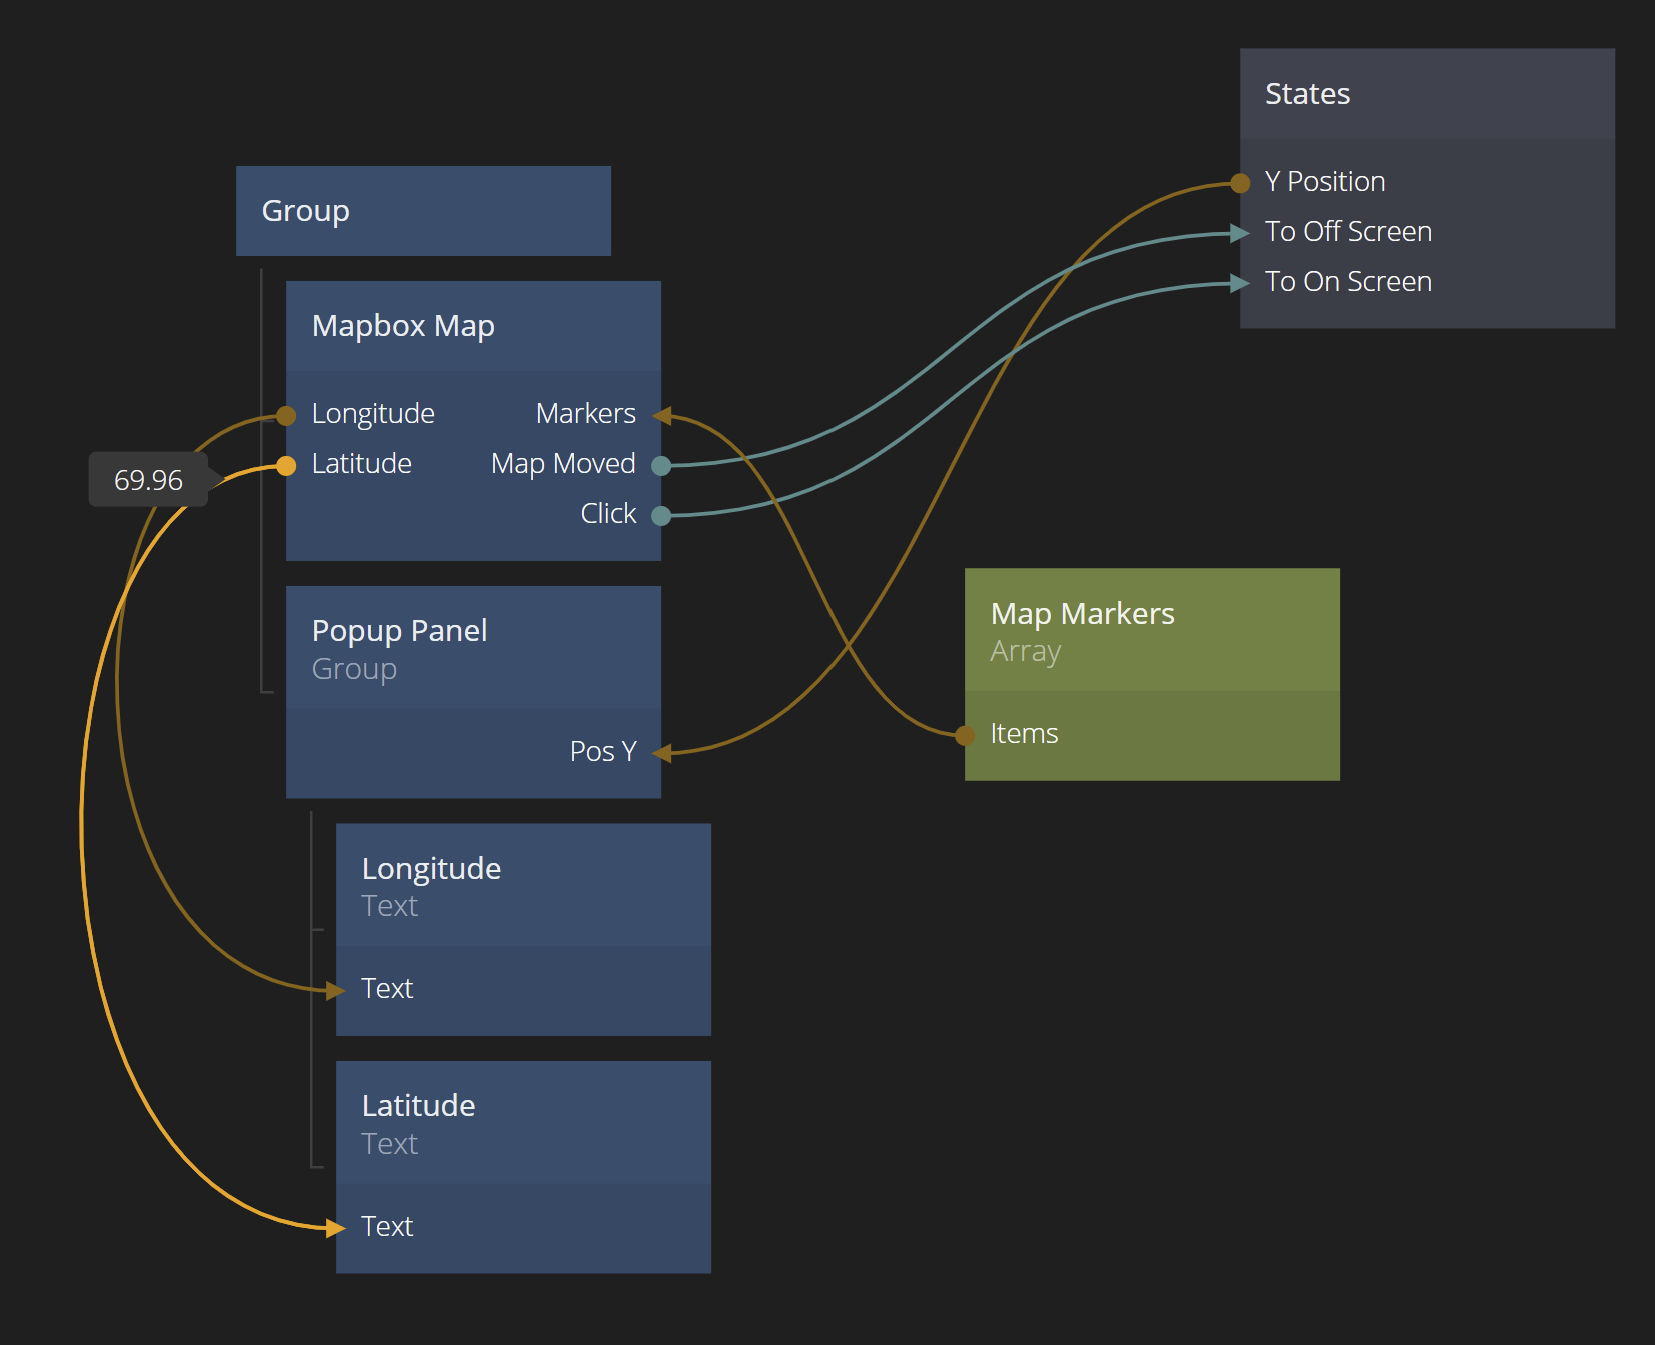 States
Y Position
To Off Screen
To On Screen
Group
Mapbox Map
Longitude
Markers
Latitude
Map Moved
Click
69.96
Popup Panel
Group
Pos Y
Map Markers
Array
Items
Longitude
Text
Text
Latitude
Text
Text